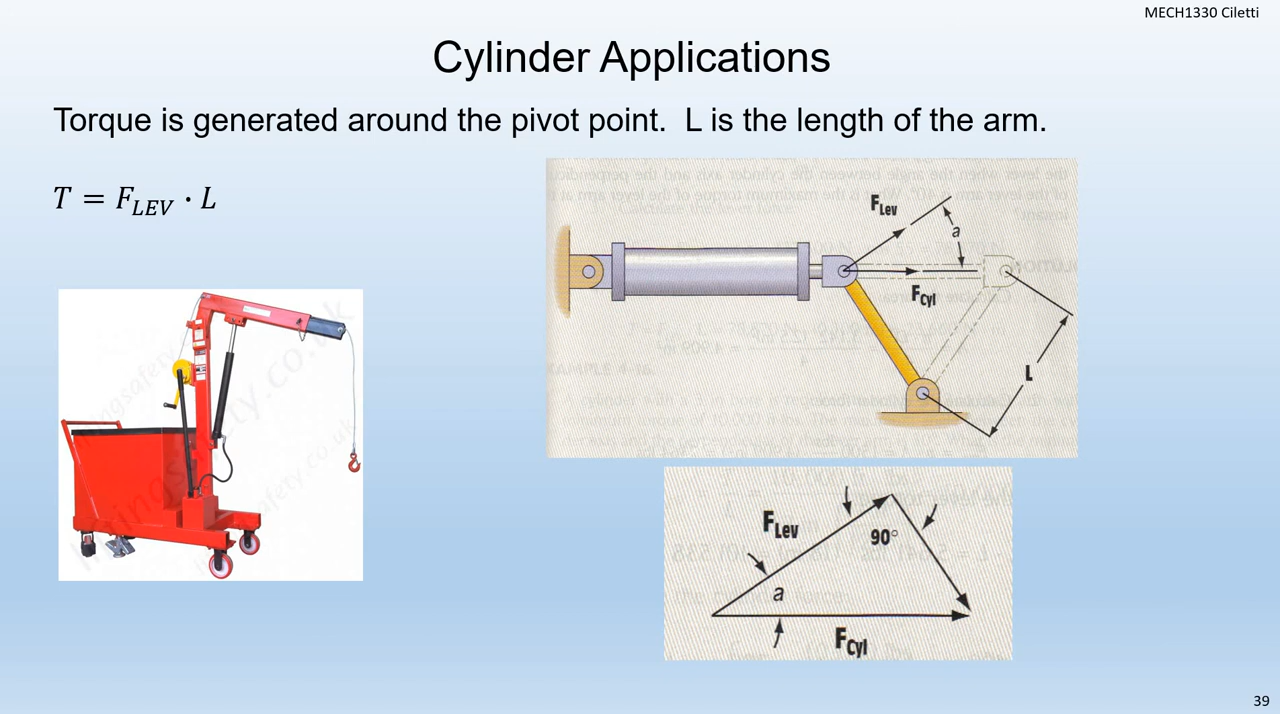 MECH1330 Ciletti
Cylinder Applications
Torque is generated around the pivot point. L is the length of the arm.
T = F_LEV · L
F_Lev
a
F_Cyl
L
F_Lev
90°
a
F_Cyl
39